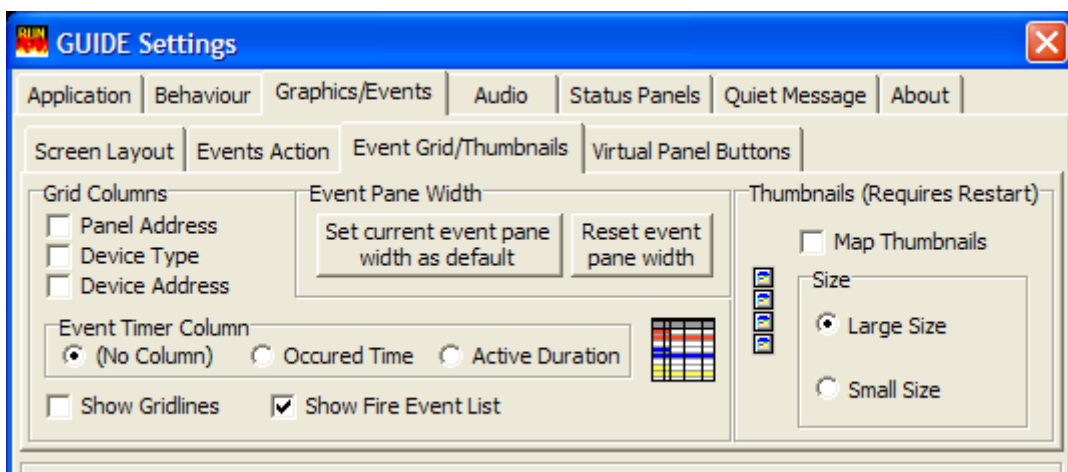 RUN
GUIDE Settings
Application Behaviour Graphics/Events Audio Status Panels Quiet Message About
Screen Layout Events Action Event Grid/Thumbnails Virtual Panel Buttons
Grid Columns
Panel Address
Device Type
Device Address
Event Pane Width
Set current event pane
width as default
Reset event
pane width
Event Timer Column
(No Column) Occured Time Active Duration
Show Gridlines Show Fire Event List
Thumbnails (Requires Restart)
Map Thumbnails
Size
Large Size
Small Size